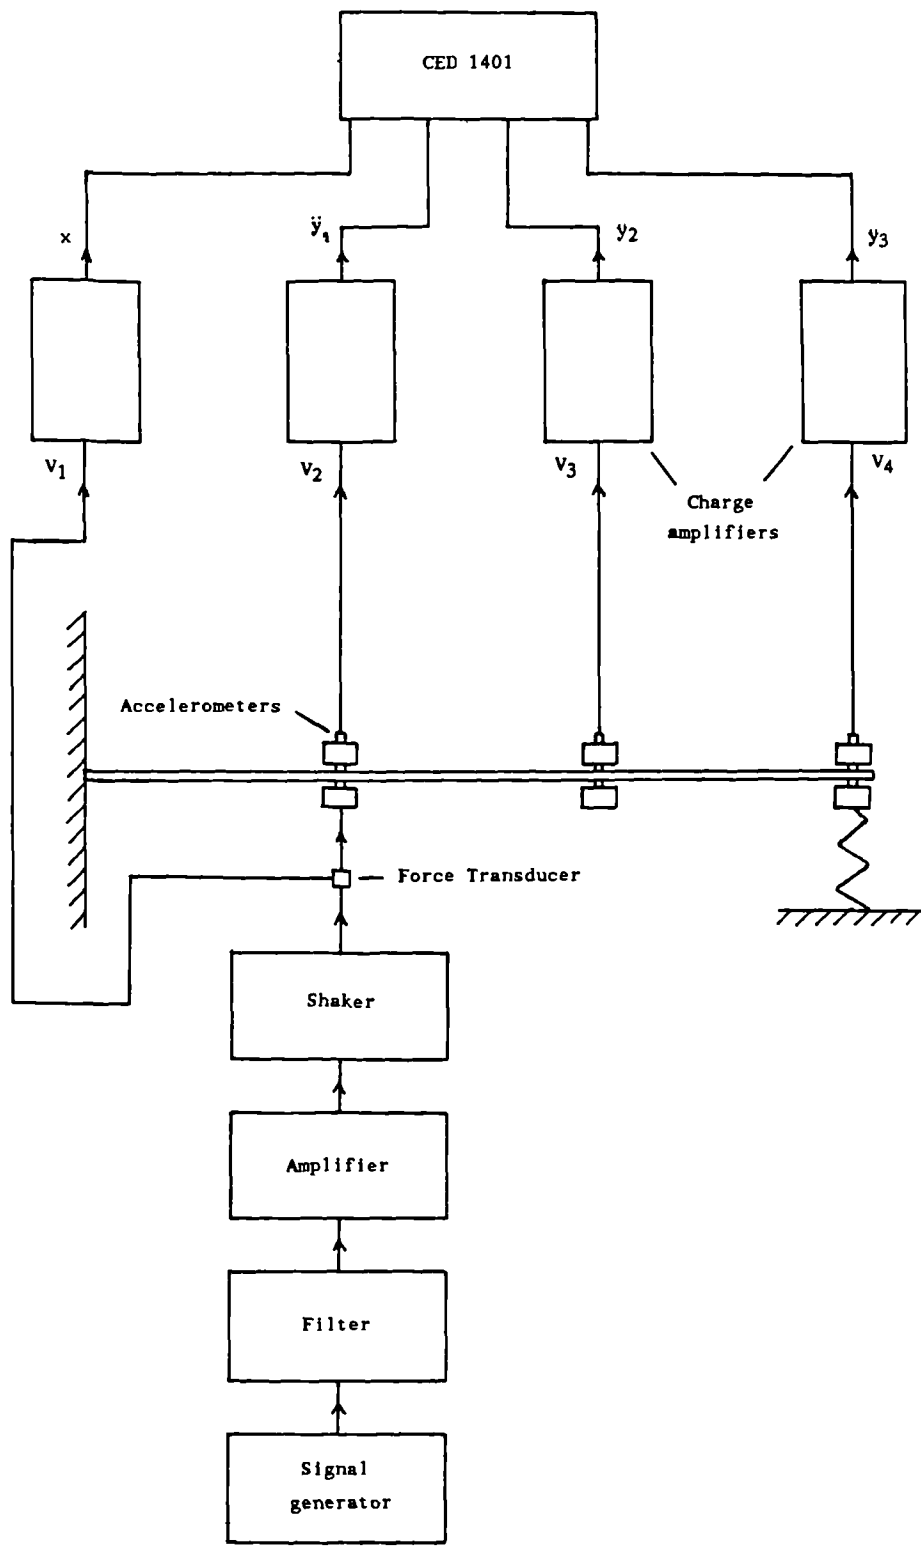 CED 1401
x
ÿ₁
y₂
y₃
V₁
V₂
V₃
V₄
Charge
amplifiers
Accelerometers
Force Transducer
Shaker
Amplifier
Filter
Signal
generator